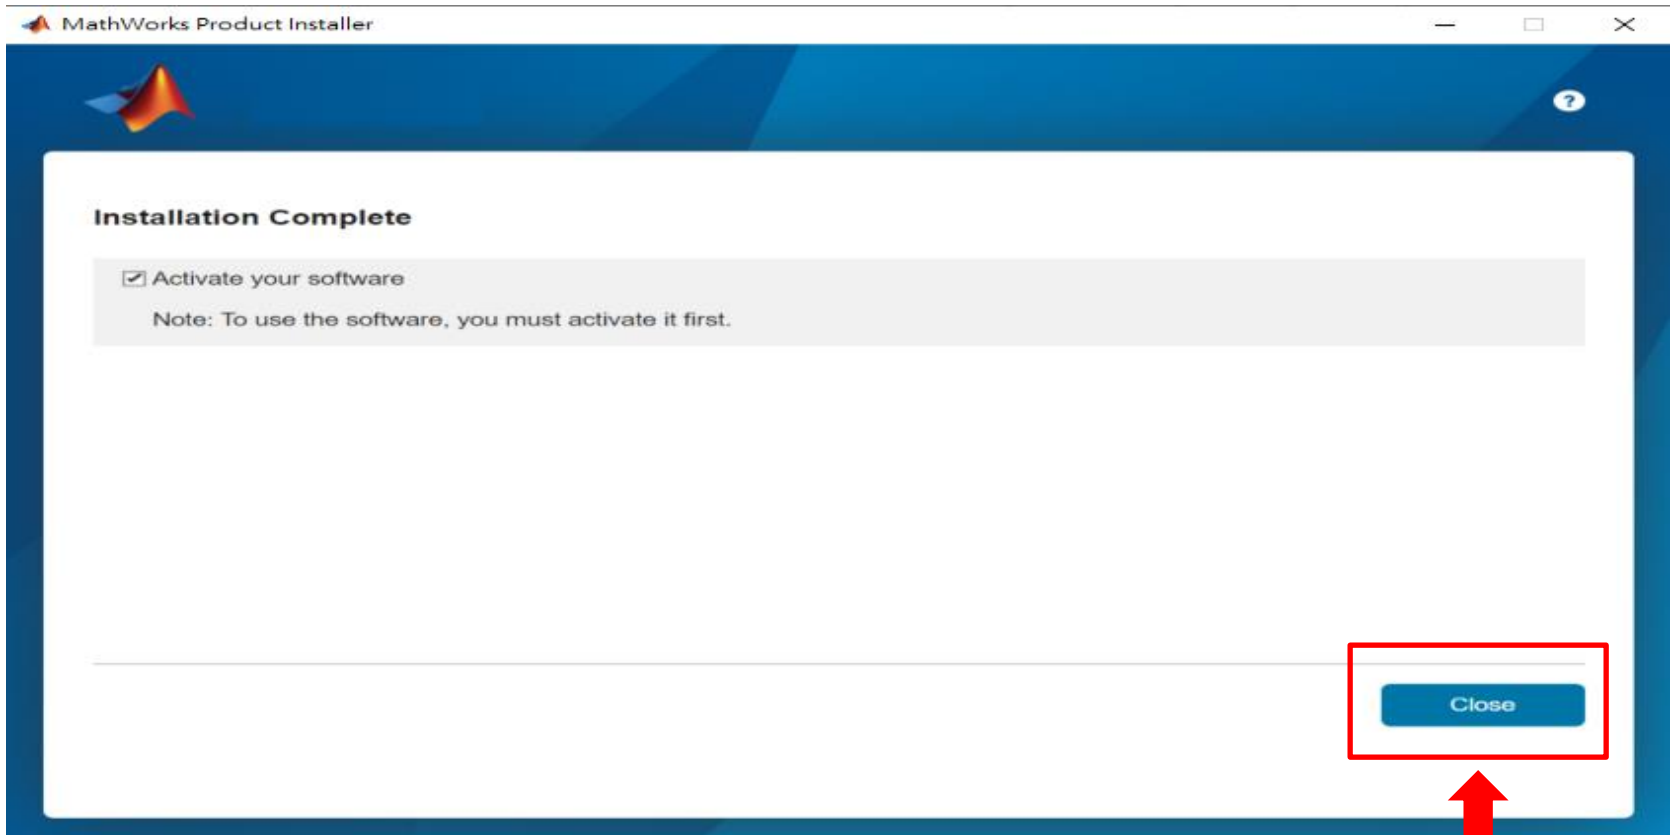 MathWorks Product Installer
?
Installation Complete
Activate your software
Note: To use the software, you must activate it first.
Close